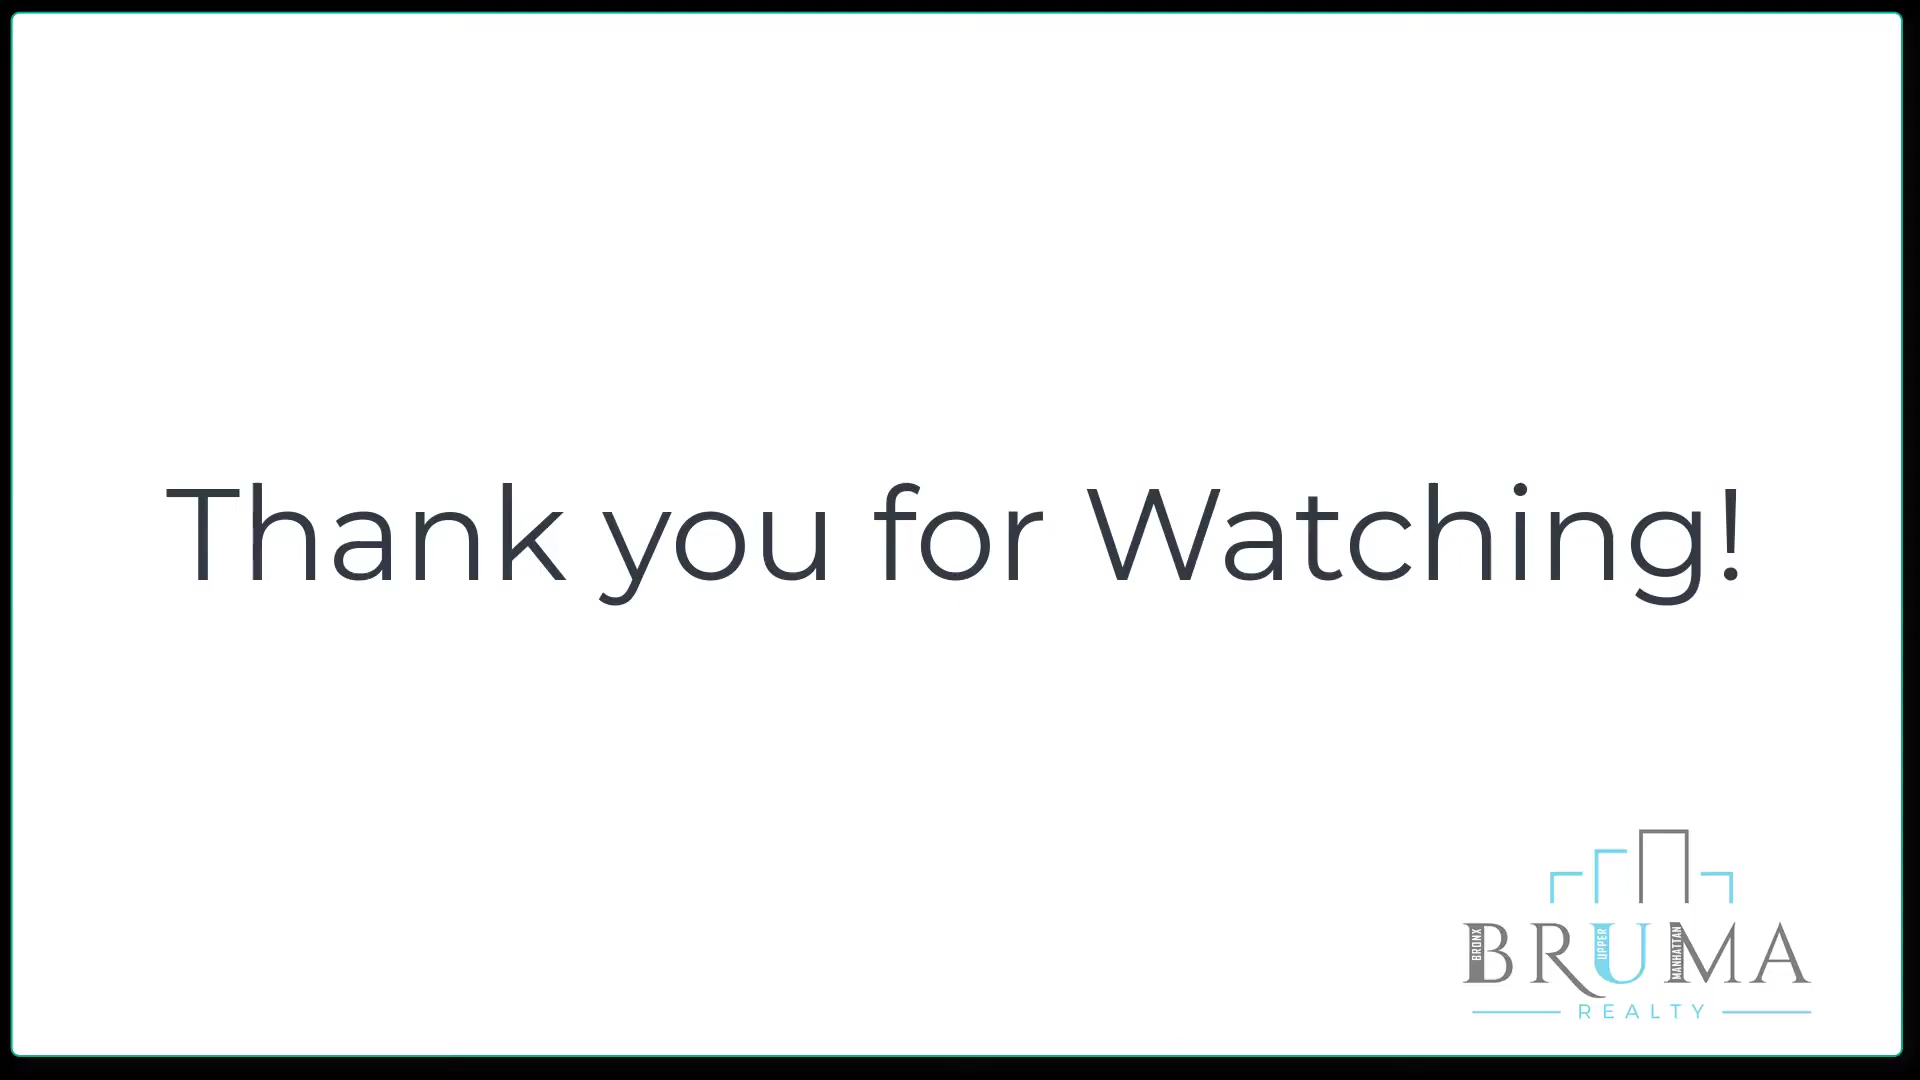 Thank you for Watching!
BRONX
UPPER
MANHATTAN
BRUMA
REALTY